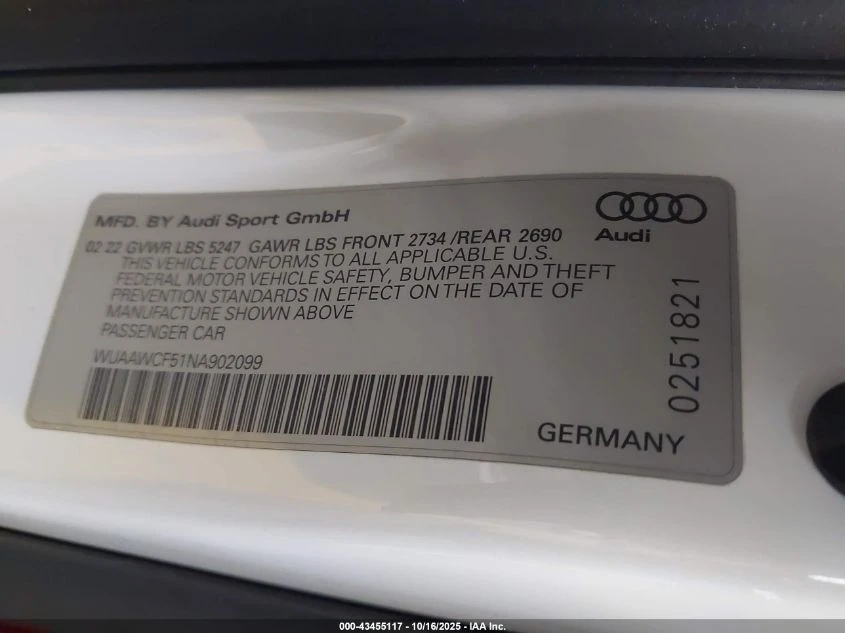 MFD. BY Audi Sport GmbH
02 22 GVWR LBS 5247 GAWR LBS FRONT 2734 /REAR 2690
THIS VEHICLE CONFORMS TO ALL APPLICABLE U.S.
FEDERAL MOTOR VEHICLE SAFETY, BUMPER AND THEFT
PREVENTION STANDARDS IN EFFECT ON THE DATE OF
MANUFACTURE SHOWN ABOVE
PASSENGER CAR
WUAAWCF51NA902099
Audi
0251821
GERMANY
000-43455117 - 10/16/2025 - IAA Inc.